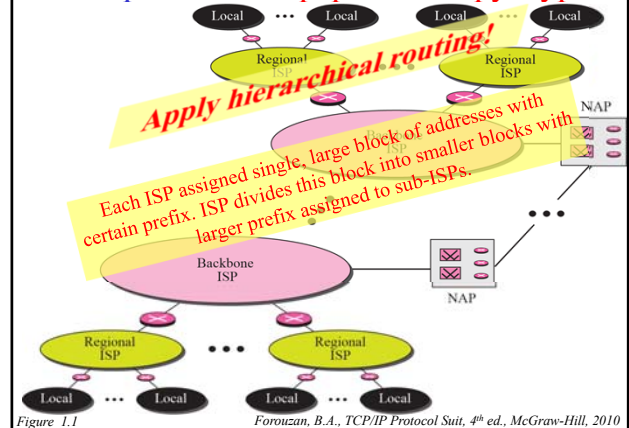 Local ••• Local Local ••• Local
Regional
ISP
Regional
ISP
Apply hierarchical routing!
NAP
Backbone
ISP
Each ISP assigned single, large block of addresses with
certain prefix. ISP divides this block into smaller blocks with
larger prefix assigned to sub-ISPs.
Backbone
ISP
NAP
Regional
ISP
Regional
ISP
Local ••• Local Local ••• Local
Figure 1.1 Forouzan, B.A., TCP/IP Protocol Suit, 4th ed., McGraw-Hill, 2010